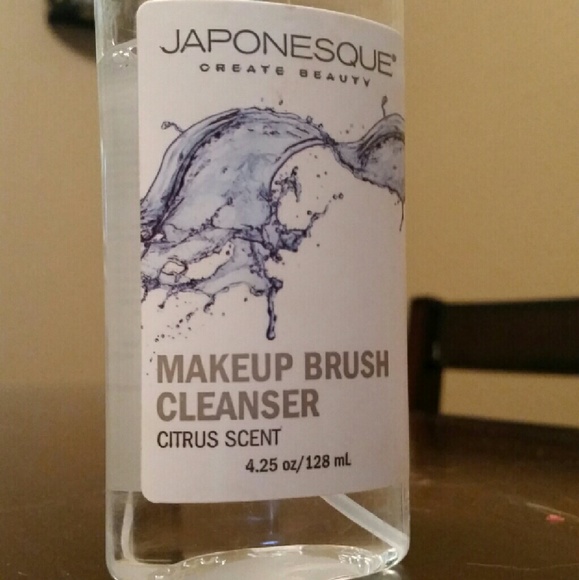 JAPONESQUE®
CREATE BEAUTY
MAKEUP BRUSH
CLEANSER
CITRUS SCENT
4.25 oz/128 mL